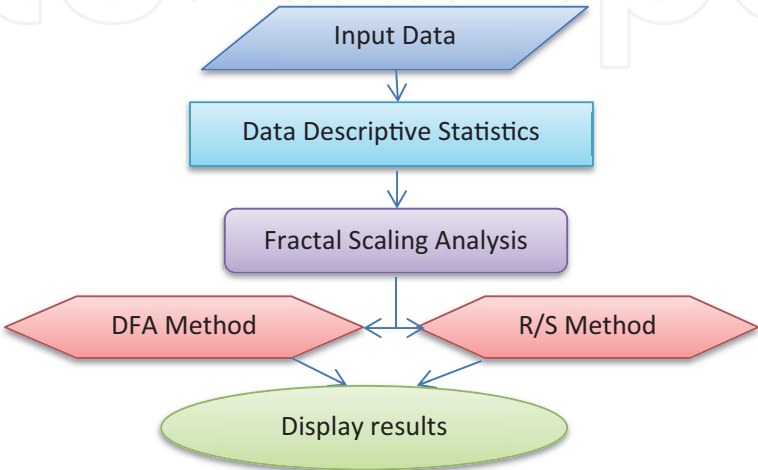 Input Data
Data Descriptive Statistics
Fractal Scaling Analysis
DFA Method
R/S Method
Display results